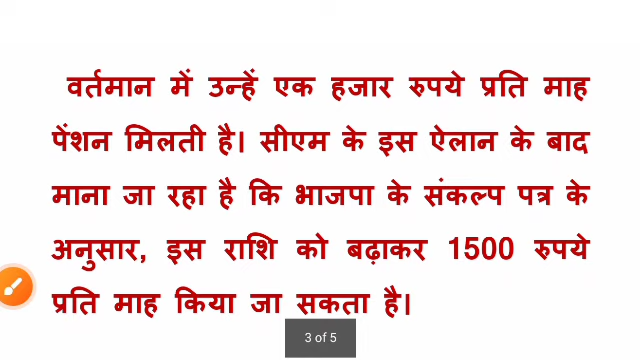 वर्तमान में उन्हें एक हजार रुपये प्रति माह
पेंशन मिलती है। सीएम के इस ऐलान के बाद
माना जा रहा है कि भाजपा के संकल्प पत्र के
अनुसार, इस राशि को बढ़ाकर 1500 रुपये
प्रति माह किया जा सकता है।
3 of 5